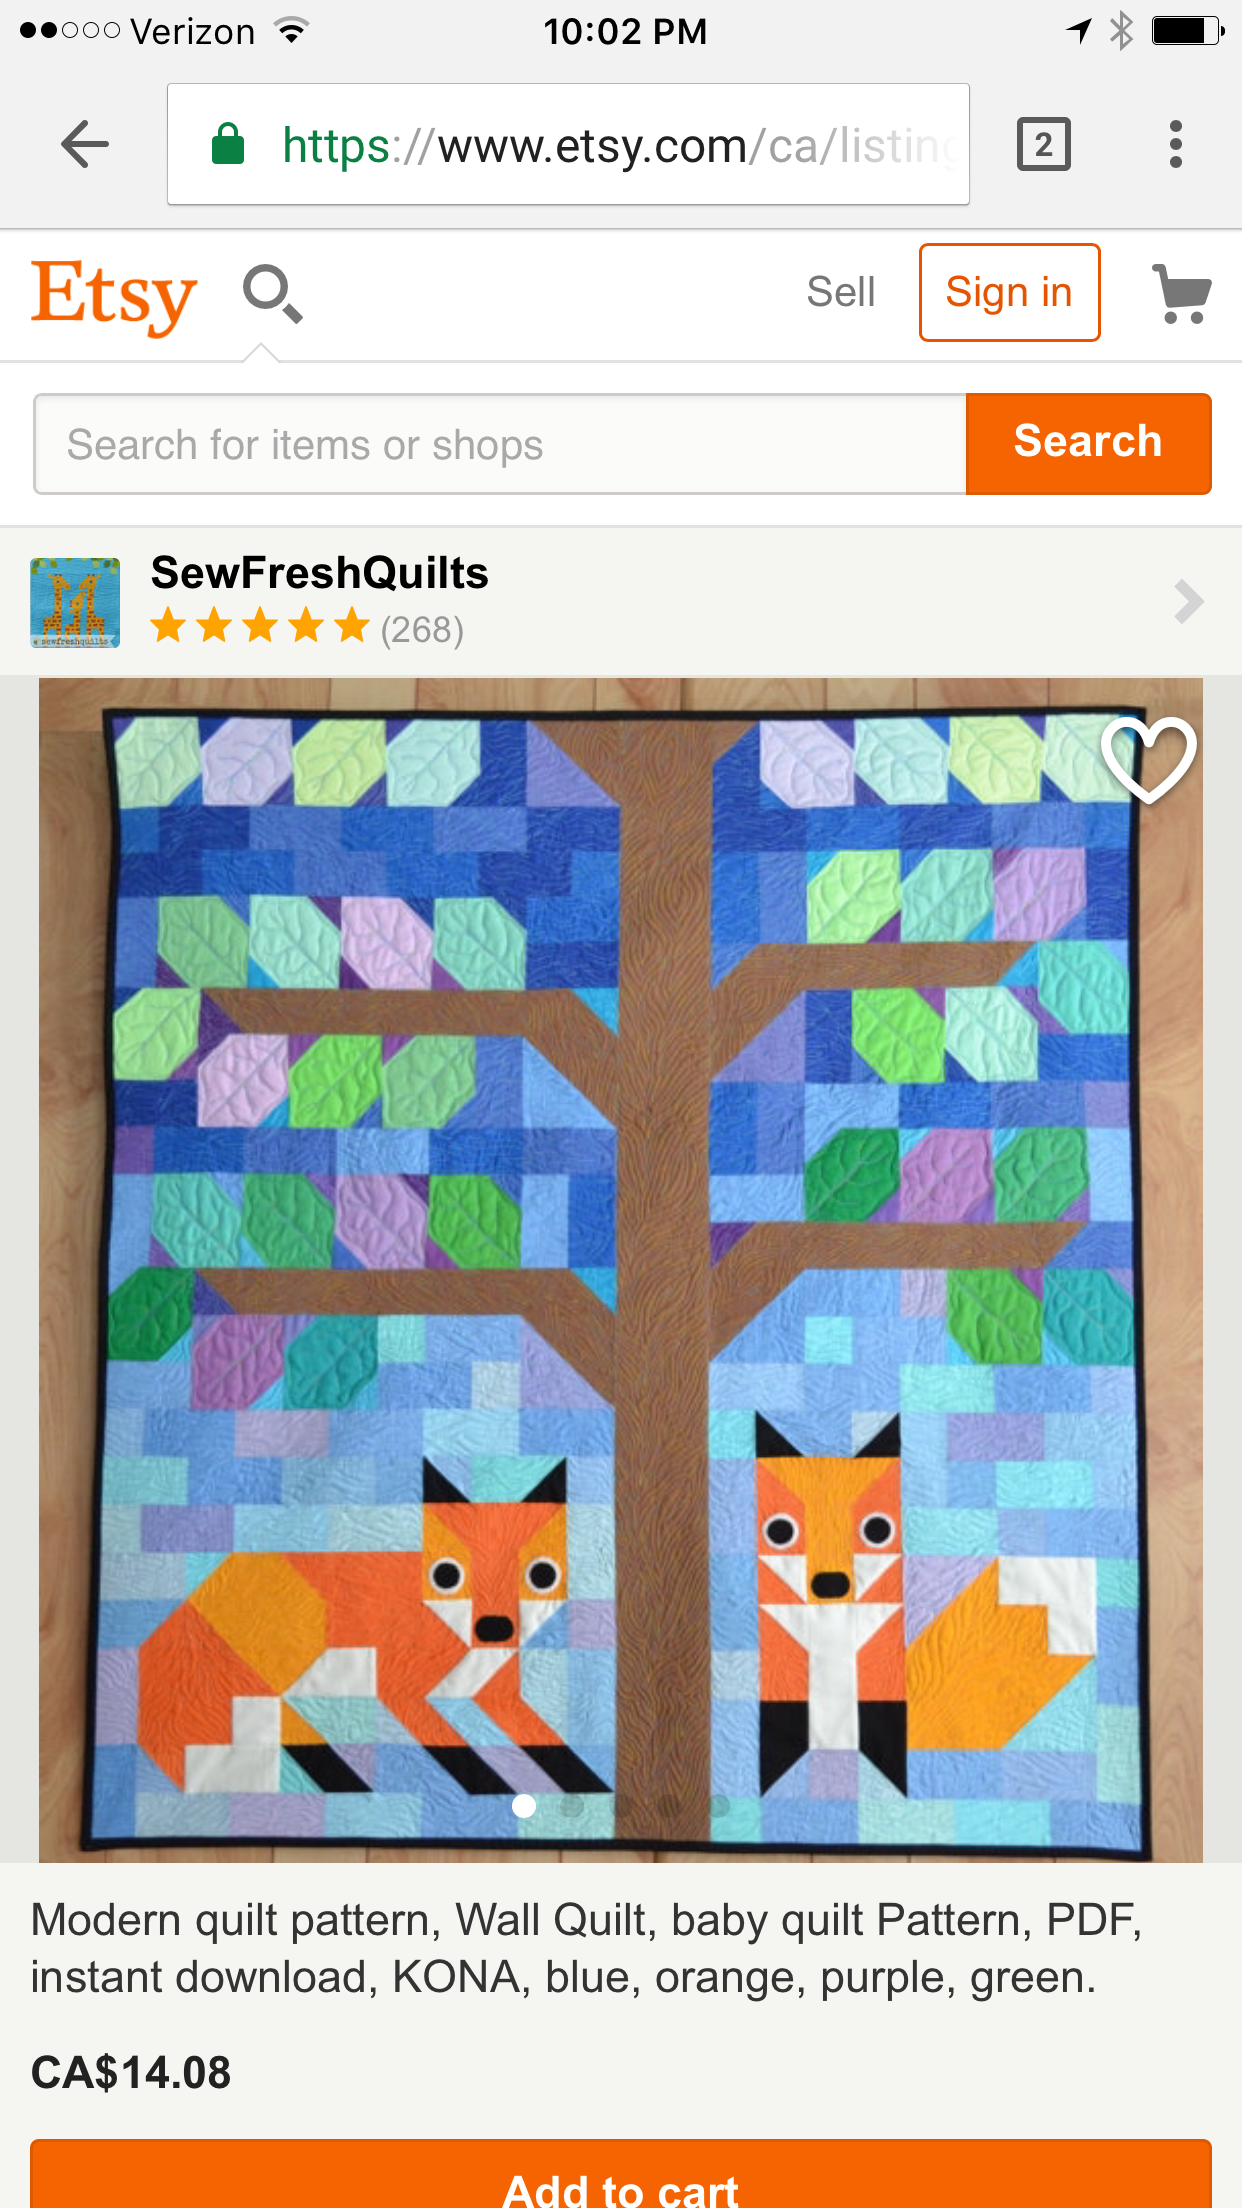 Verizon 10:02 PM
https://www.etsy.com/ca/listing
2
Etsy Sell Sign in
Search for items or shops Search
SewFreshQuilts
(268)
sewfreshquilts
Modern quilt pattern, Wall Quilt, baby quilt Pattern, PDF,
instant download, KONA, blue, orange, purple, green.
CA$14.08
Add to cart